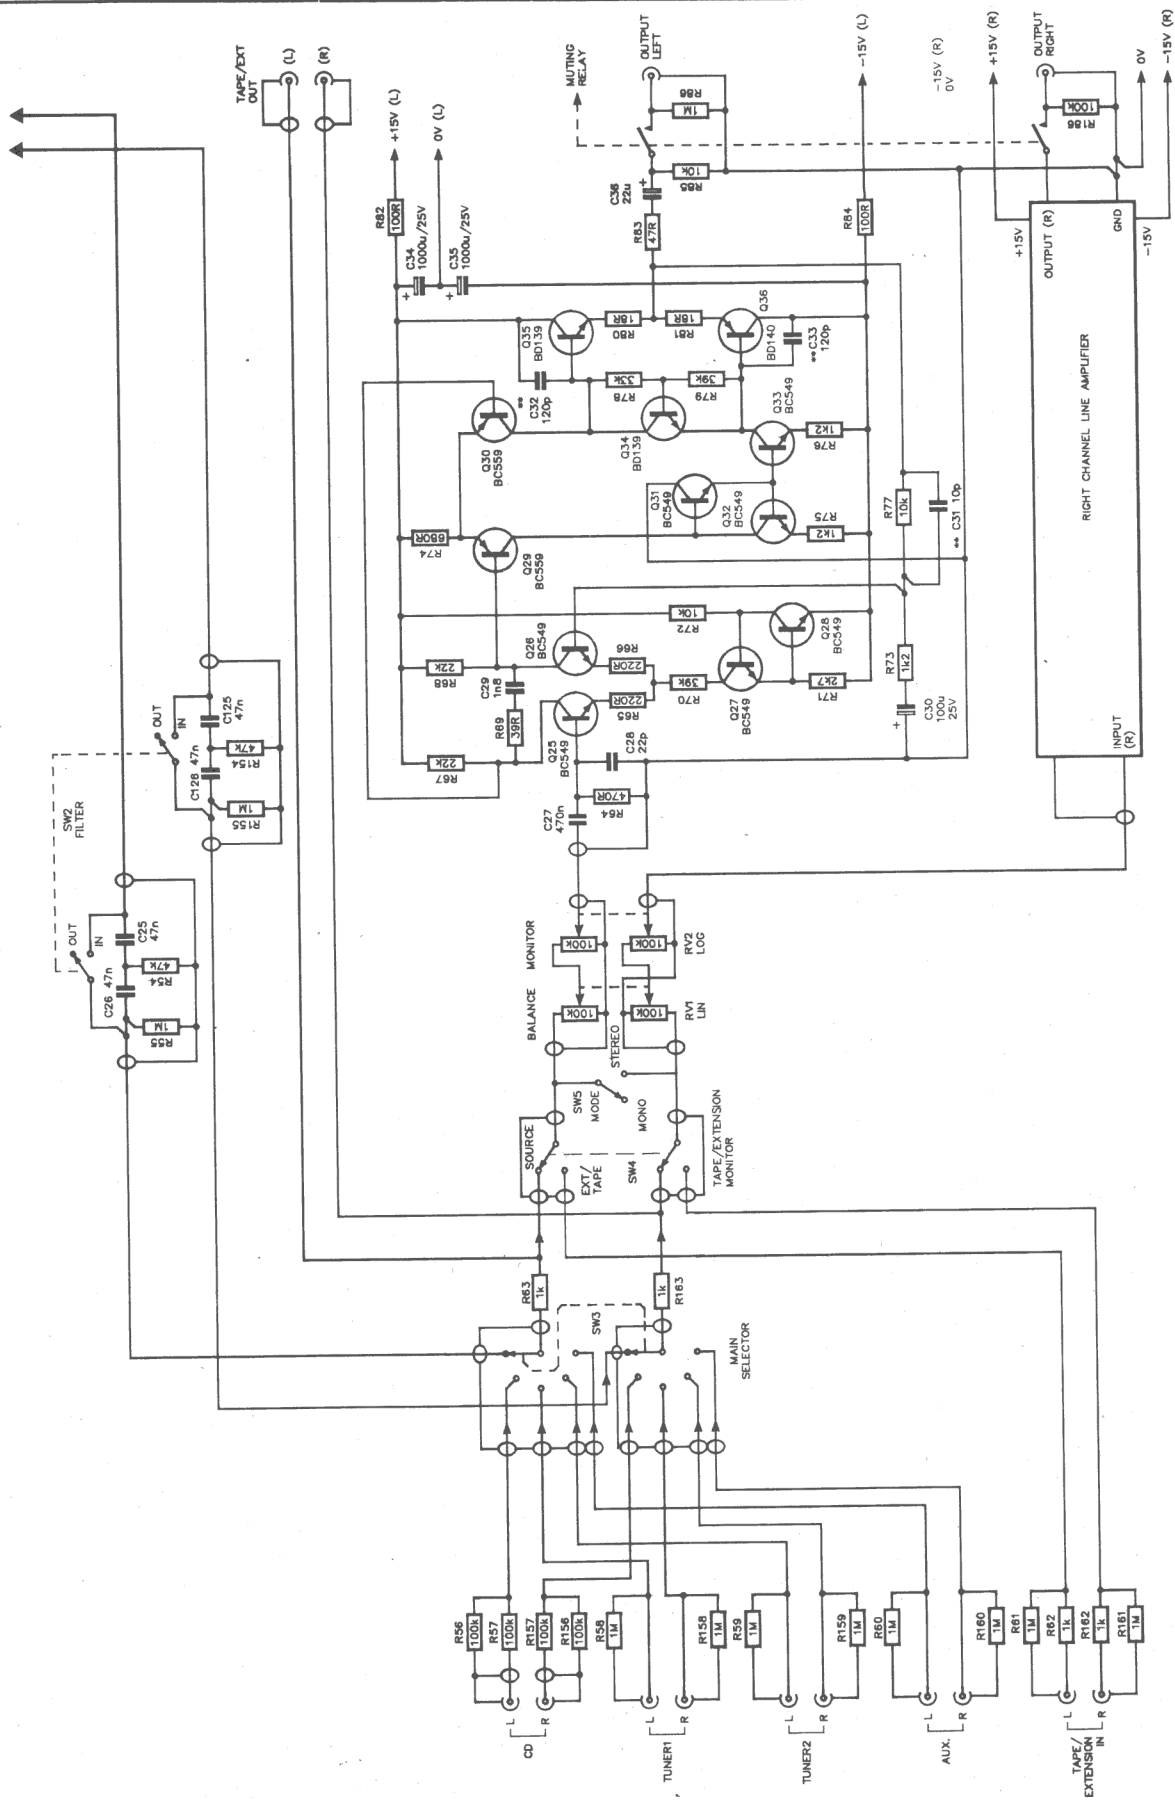 TAPE/EXT
OUT
(L)
(R)
SW2
FILTER
OUT
IN
C25
47n
C26 47n
R54
47k
R55
1M
OUT
IN
C125
47n
C126 47n
R154
47k
R155
1M
+15V (L)
0V (L)
R82
100R
C34
1000u/25V
+
C35
1000u/25V
+
MUTING
RELAY
OUTPUT
LEFT
R86
1M
R85
10k
C36
22u
+
R83
47R
R84
100R
-15V (L)
-15V (R)
0V
+15V (R)
OUTPUT
RIGHT
R186
100k
0V
-15V (R)
+15V
OUTPUT (R)
GND
-15V
RIGHT CHANNEL LINE AMPLIFIER
INPUT
(R)
Q35
BD139
R80
18R
R81
18R
Q36
BD140
** C33
120p
**
C32
120p
R78
33k
R79
39k
Q30
BC559
Q34
BD139
Q33
BC549
R76
1k2
Q31
BC549
Q32
BC549
R75
1k2
R74
680R
Q29
BC559
R77
10k
** C31 10p
R73
1k2
C30
100u
25V
+
R72
10k
Q28
BC549
R71
2k7
Q27
BC549
R70
39k
Q26
BC549
R66
220R
R65
220R
Q25
BC549
R68
22k
C29
1n8
R69
39R
R67
22k
C28
22p
R64
470R
C27
470n
MONITOR
100k
100k
RV2
LOG
BALANCE
100k
100k
RV1
LIN
STEREO
SW5
MODE
MONO
SOURCE
EXT/
TAPE
SW4
TAPE/EXTENSION
MONITOR
R63
1k
R163
1k
SW3
MAIN
SELECTOR
R56
100k
R57
100k
R157
100k
R156
100k
L
R
CD
R58
1M
R158
1M
L
R
TUNER1
R59
1M
R159
1M
L
R
TUNER2
R60
1M
R160
1M
L
R
AUX.
R61
1M
R62
1k
R162
1k
R161
1M
L
R
TAPE/
EXTENSION
IN